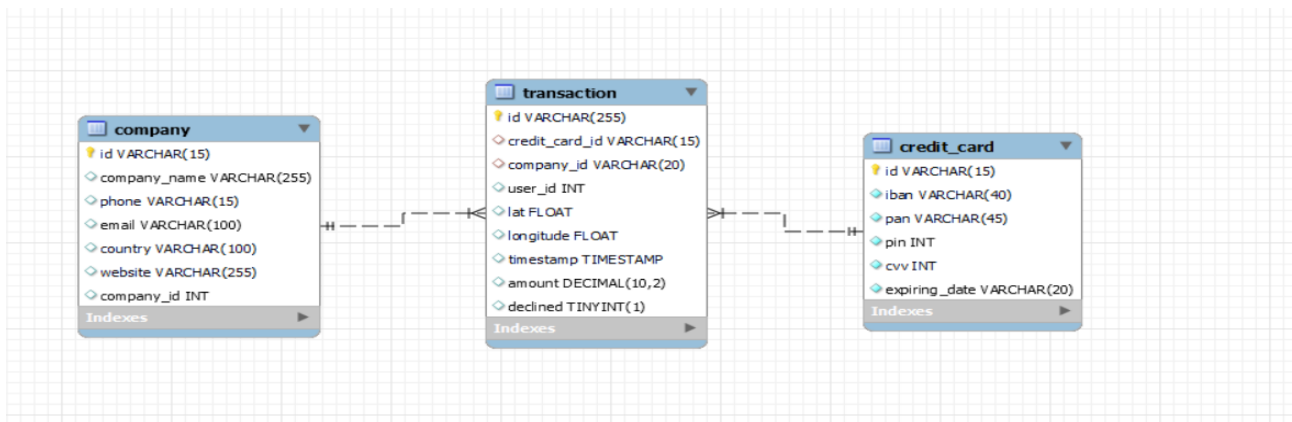 company
id VARCHAR(15)
company_name VARCHAR(255)
phone VARCHAR(15)
email VARCHAR(100)
country VARCHAR(100)
website VARCHAR(255)
company_id INT
Indexes
transaction
id VARCHAR(255)
credit_card_id VARCHAR(15)
company_id VARCHAR(20)
user_id INT
lat FLOAT
longitude FLOAT
timestamp TIMESTAMP
amount DECIMAL(10,2)
declined TINYINT(1)
Indexes
credit_card
id VARCHAR(15)
iban VARCHAR(40)
pan VARCHAR(45)
pin INT
cvv INT
expiring_date VARCHAR(20)
Indexes